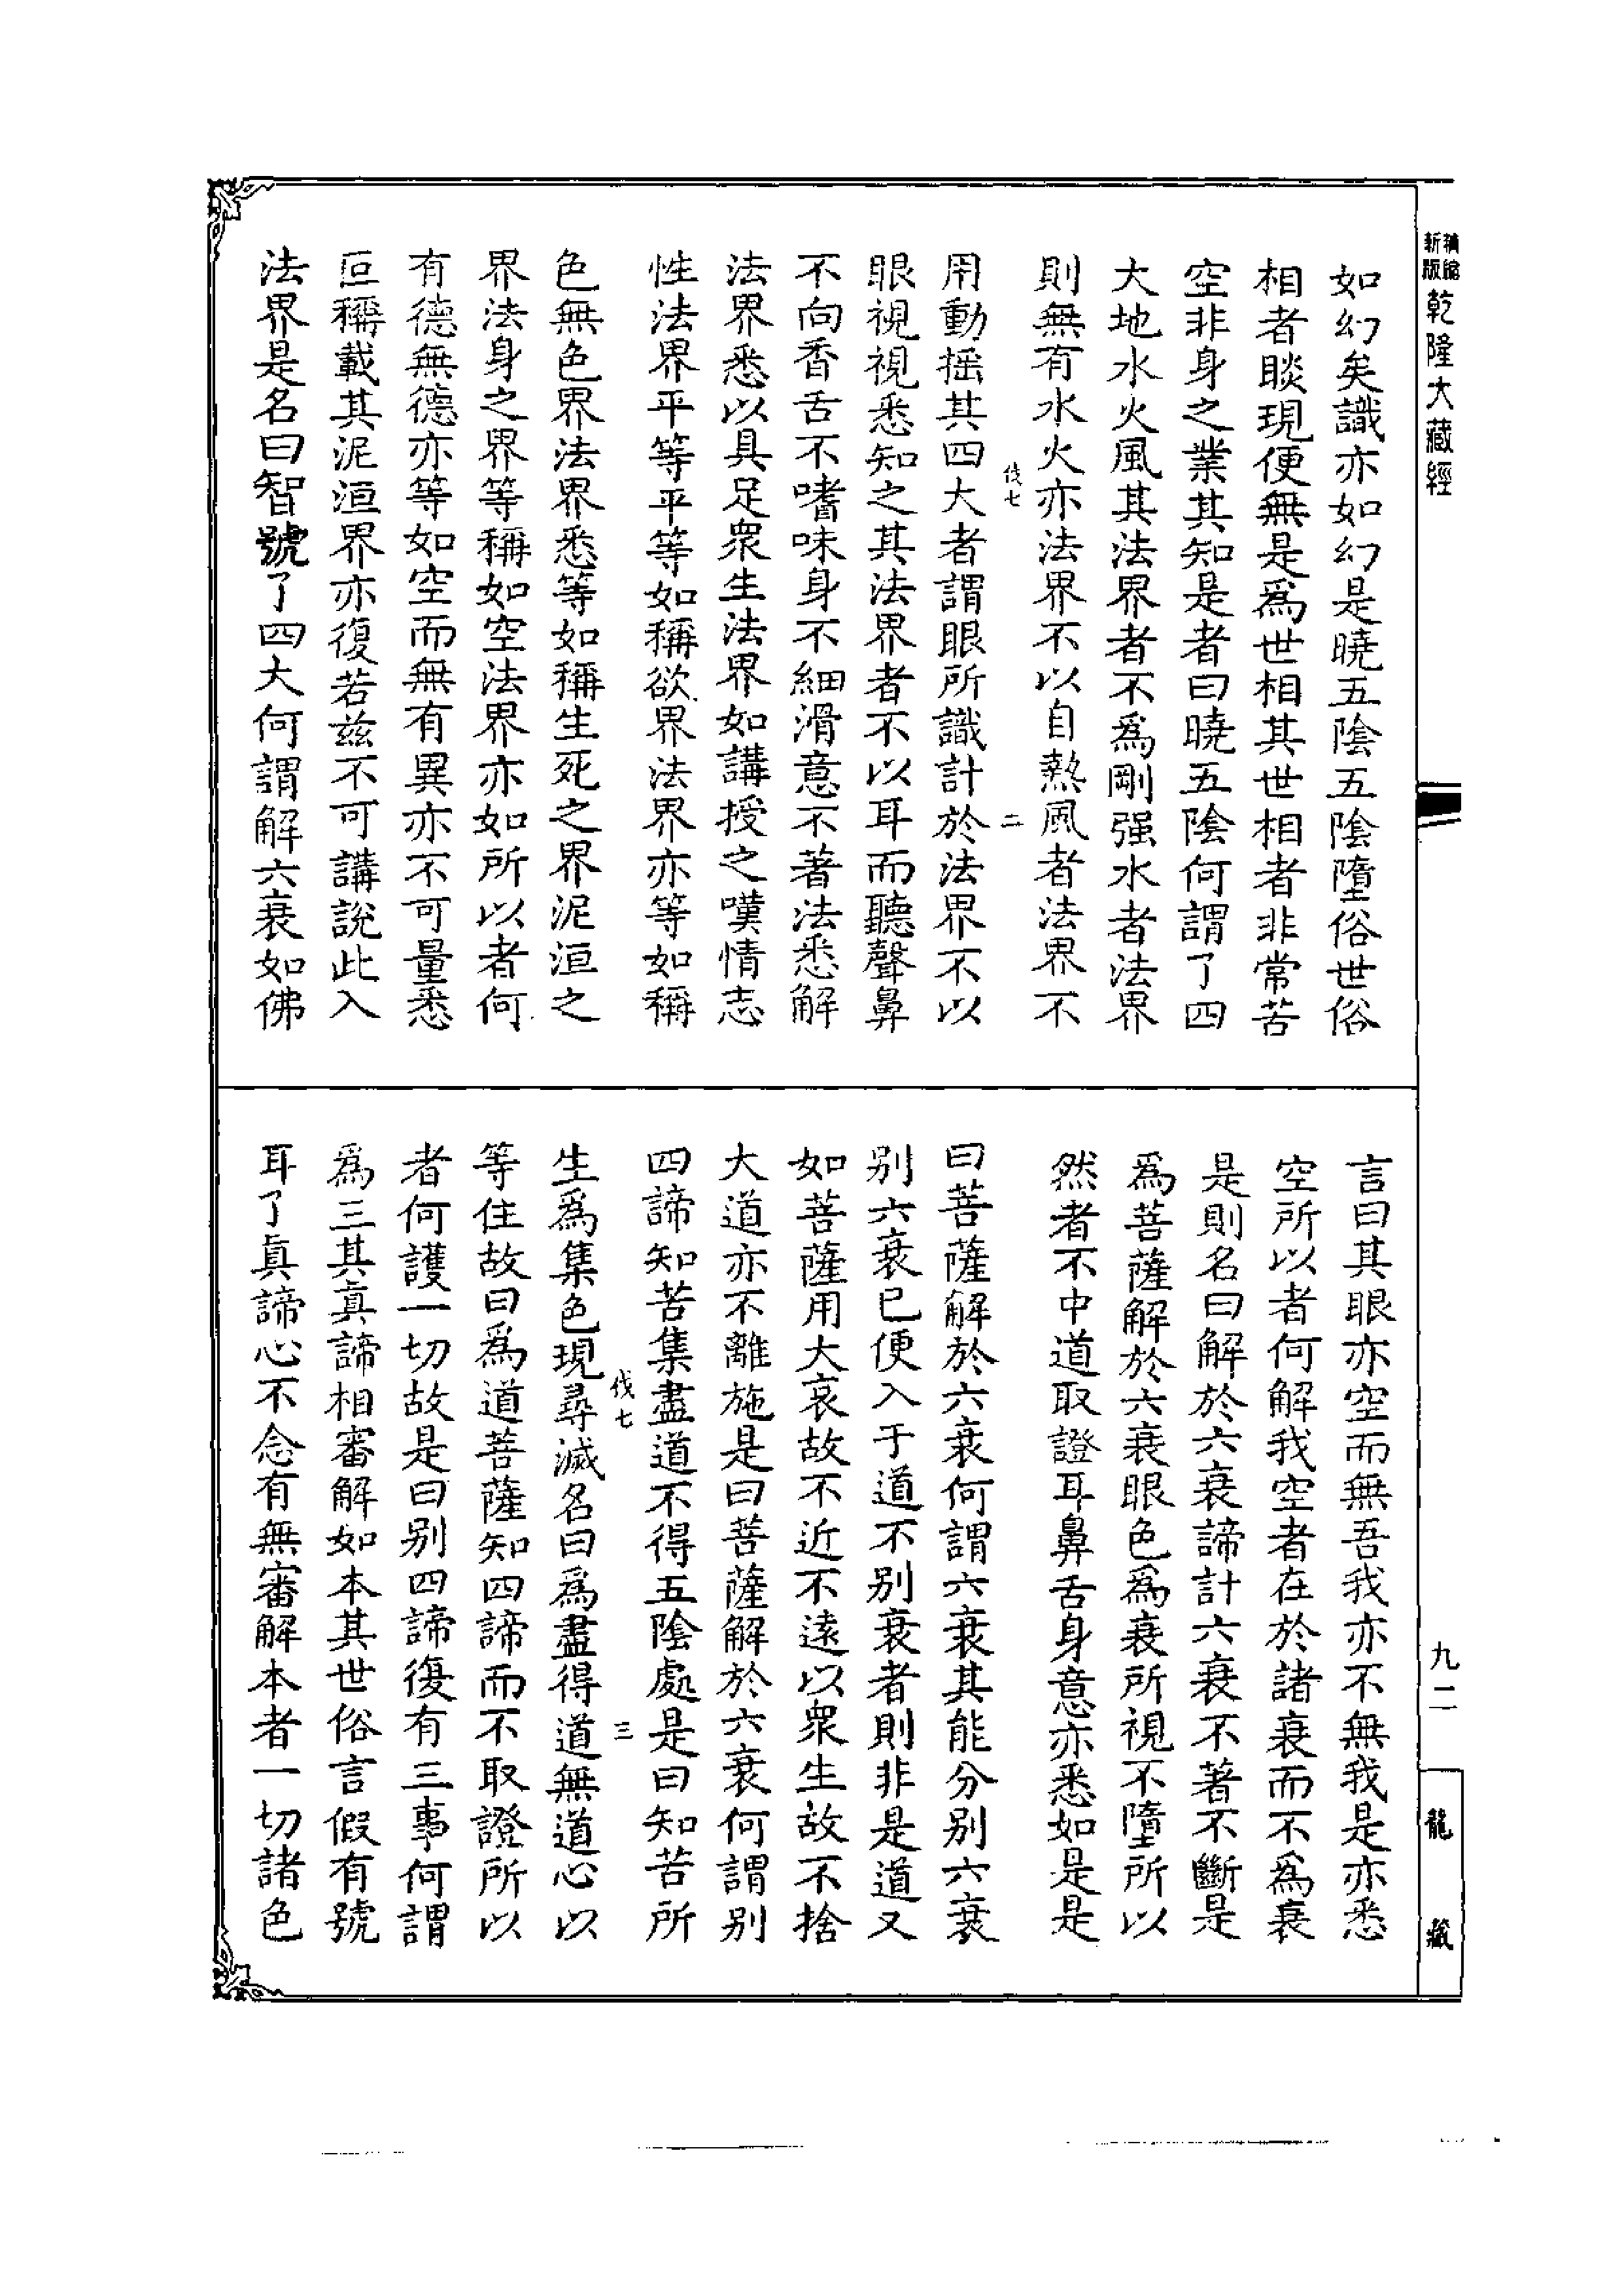 新版
精縮
乾隆大藏經
如幻矣識亦如幻是曉五陰五陰墮俗世俗
相者睒現便無是爲世相其世相者非常苦
空非身之業其知是者曰曉五陰何謂了四
大地水火風其法界者不爲剛强水者法界
則無有水火亦法界不以自熱風者法界不
伐七 二
用動搖其四大者謂眼所識計於法界不以
眼視視悉知之其法界者不以耳而聽聲鼻
不向香舌不嗜味身不細滑意不著法悉解
法界悉以具足衆生法界如講授之嘆情志
性法界平等平等如稱欲界法界亦等如稱
色無色界法界悉等如稱生死之界泥洹之
界法身之界等稱如空法界亦如所以者何
有德無德亦等如空而無有異亦不可量悉
叵稱載其泥洹界亦復若兹不可講說此入
法界是名曰智號了四大何謂解六衰如佛
言曰其眼亦空而無吾我亦不無我是亦悉
空所以者何解我空者在於諸衰而不爲衰
是則名曰解於六衰諦計六衰不著不斷是
爲菩薩解於六衰眼色爲衰所視不墮所以
然者不中道取證耳鼻舌身意亦悉如是是
曰菩薩解於六衰何謂六衰其能分别六衰
别六衰已便入于道不别衰者則非是道又
如菩薩用大哀故不近不遠以衆生故不捨
大道亦不離施是曰菩薩解於六衰何謂别
四諦知苦集盡道不得五陰處是曰知苦所
伐七 三
生爲集色現尋滅名曰爲盡得道無道心以
等住故曰爲道菩薩知四諦而不取證所以
者何護一切故是曰别四諦復有三事何謂
爲三其真諦相審解如本其世俗言假有號
耳了眞諦心不念有無審解本者一切諸色
九二
龍藏